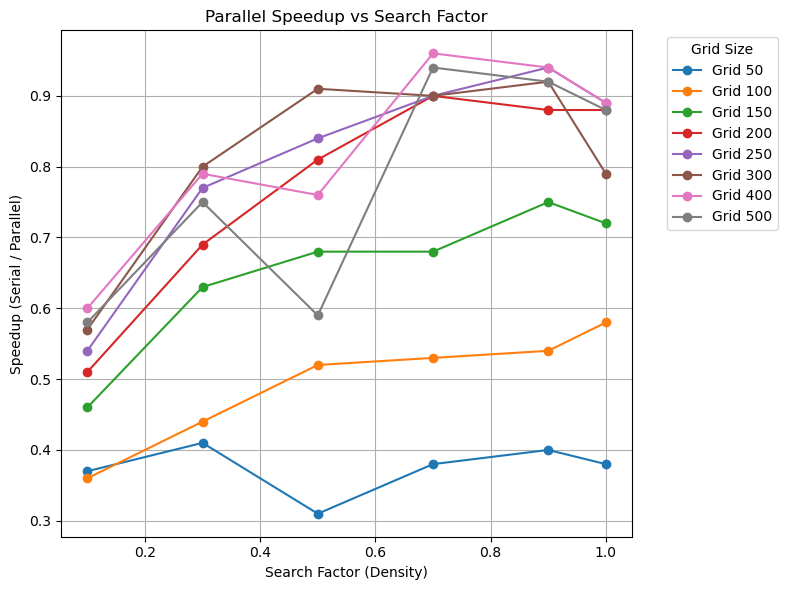 Parallel Speedup vs Search Factor
Speedup (Serial / Parallel)
0.9
0.8
0.7
0.6
0.5
0.4
0.3
0.2 0.4 0.6 0.8 1.0
Search Factor (Density)
Grid Size
Grid 50
Grid 100
Grid 150
Grid 200
Grid 250
Grid 300
Grid 400
Grid 500